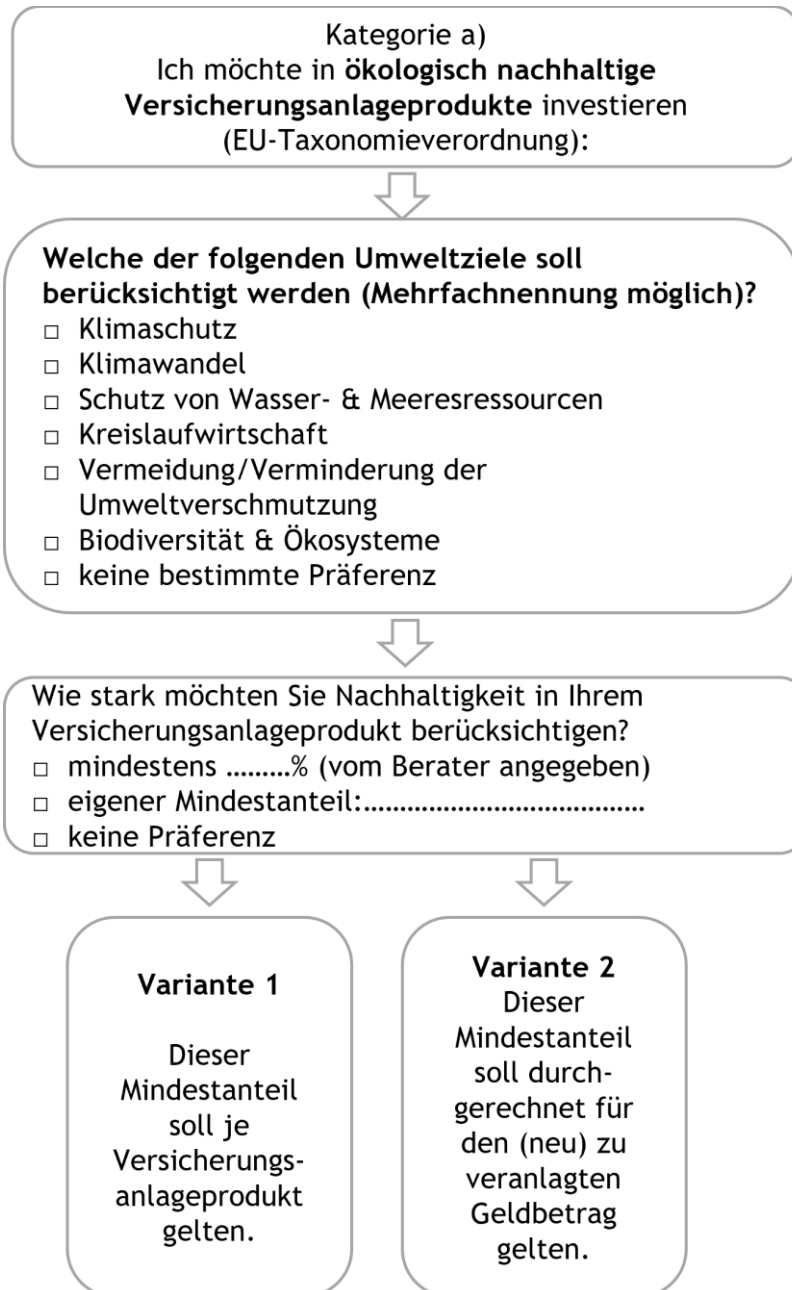 Kategorie a)
Ich möchte in ökologisch nachhaltige
Versicherungsanlageprodukte investieren
(EU-Taxonomieverordnung):
Welche der folgenden Umweltziele soll
berücksichtigt werden (Mehrfachnennung möglich)?
□ Klimaschutz
□ Klimawandel
□ Schutz von Wasser- & Meeresressourcen
□ Kreislaufwirtschaft
□ Vermeidung/Verminderung der
Umweltverschmutzung
□ Biodiversität & Ökosysteme
□ keine bestimmte Präferenz
Wie stark möchten Sie Nachhaltigkeit in Ihrem
Versicherungsanlageprodukt berücksichtigen?
□ mindestens ………% (vom Berater angegeben)
□ eigener Mindestanteil:…………………………………
□ keine Präferenz
Variante 1
Dieser
Mindestanteil
soll je
Versicherungs-
anlageprodukt
gelten.
Variante 2
Dieser
Mindestanteil
soll durch-
gerechnet für
den (neu) zu
veranlagten
Geldbetrag
gelten.